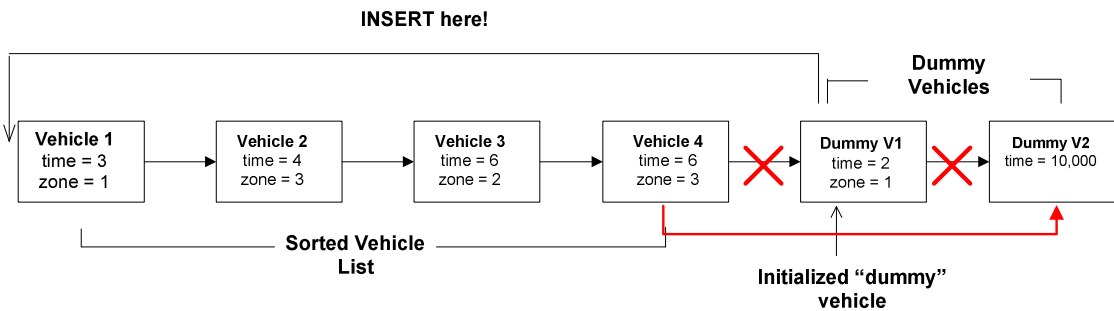 INSERT here!
Dummy
Vehicles
Vehicle 1
time = 3
zone = 1
Vehicle 2
time = 4
zone = 3
Vehicle 3
time = 6
zone = 2
Vehicle 4
time = 6
zone = 3
Dummy V1
time = 2
zone = 1
Dummy V2
time = 10,000
Sorted Vehicle
List
Initialized “dummy”
vehicle